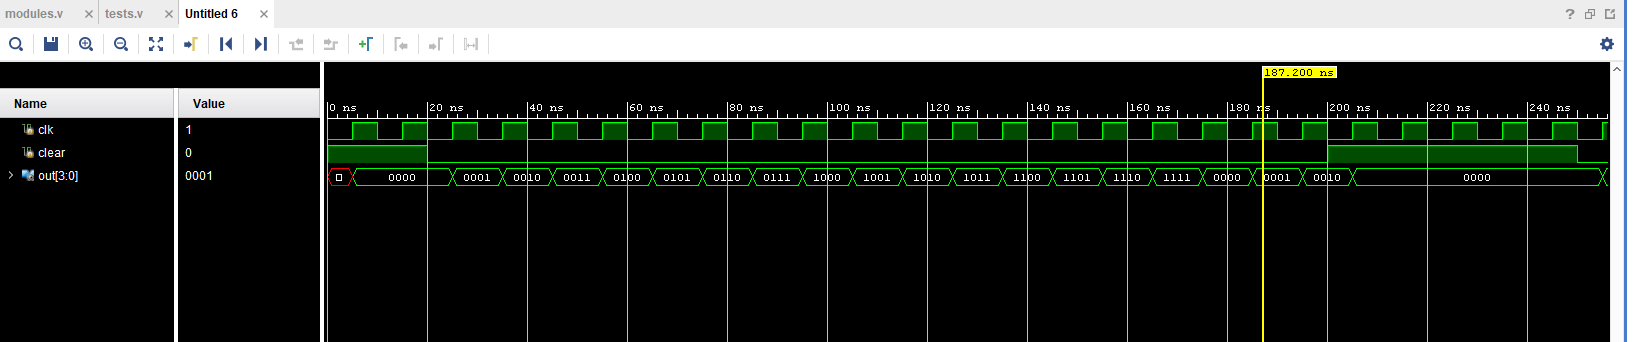 modules.v × tests.v × Untitled 6 ×
?
187.200 ns
Name Value
0 ns 20 ns 40 ns 60 ns 80 ns 100 ns 120 ns 140 ns 160 ns 180 ns 200 ns 220 ns 240 ns
clk 1
clear 0
out[3:0] 0001 0000 0001 0010 0011 0100 0101 0110 0111 1000 1001 1010 1011 1100 1101 1110 1111 0000 0001 0010 0000